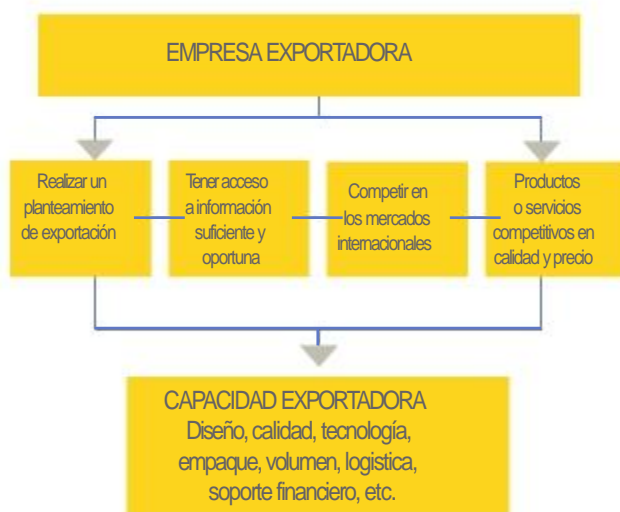 EMPRESA EXPORTADORA
Realizar un
planteamiento
de exportación
Tener acceso
a información
suficiente y
oportuna
Competir en
los mercados
internacionales
Productos
o servicios
competitivos en
calidad y precio
CAPACIDAD EXPORTADORA
Diseño, calidad, tecnología,
empaque, volumen, logistica,
soporte financiero, etc.